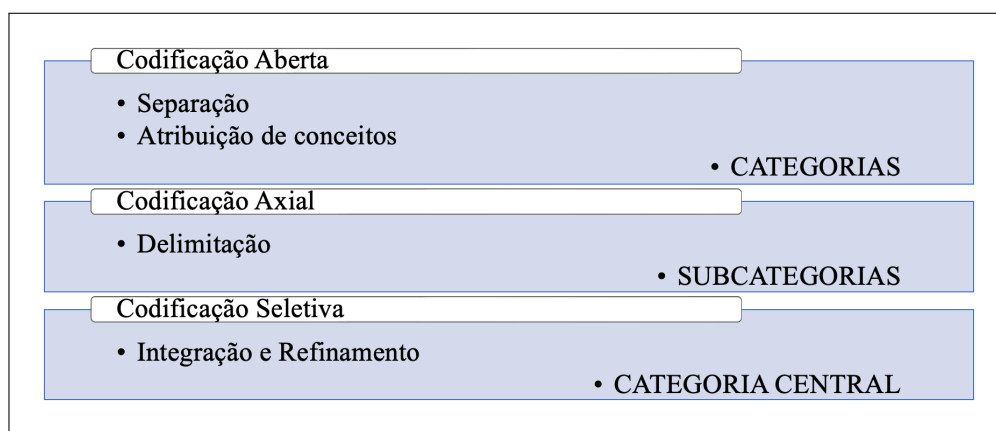 Codificação Aberta
• Separação
• Atribuição de conceitos
• CATEGORIAS
Codificação Axial
• Delimitação
• SUBCATEGORIAS
Codificação Seletiva
• Integração e Refinamento
• CATEGORIA CENTRAL